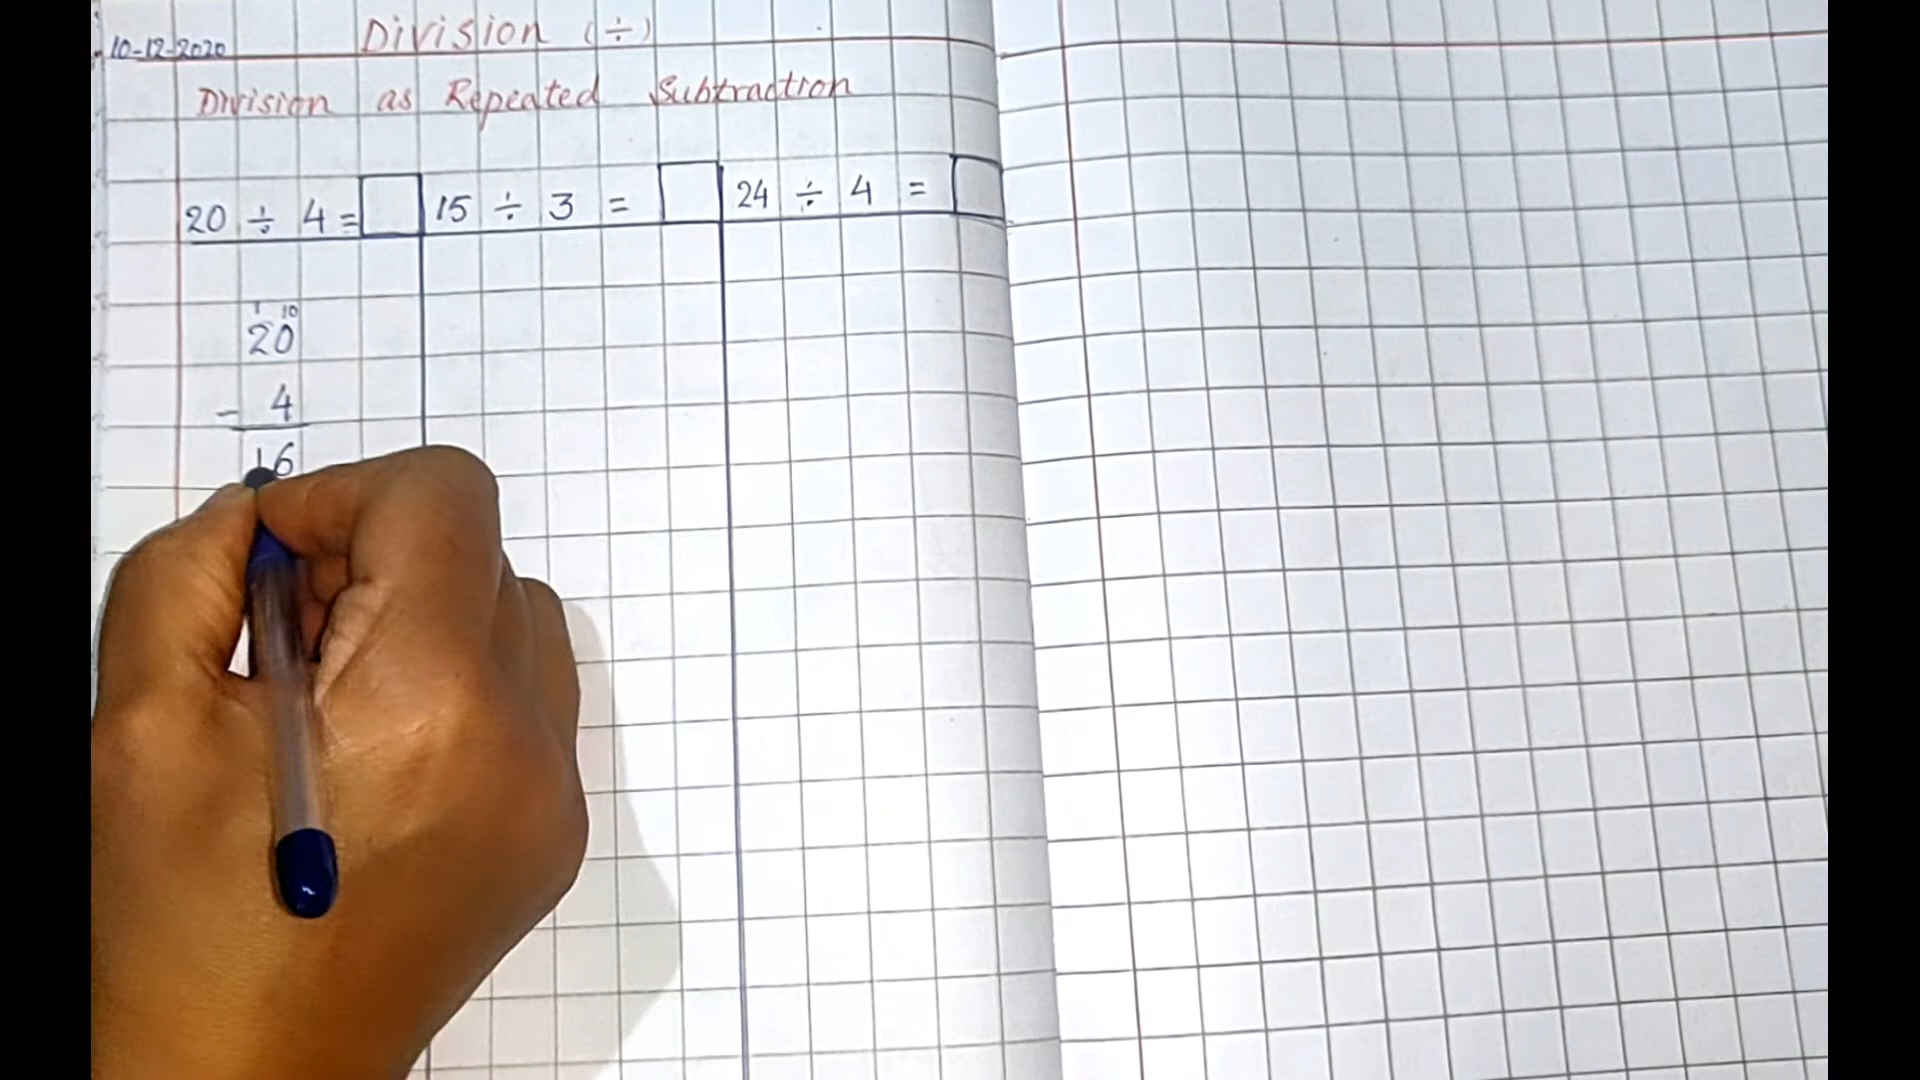 10-12-2020 Division (÷)
Division as Repeated Subtraction
20 ÷ 4 = 15 ÷ 3 = 24 ÷ 4 =
1 10
20
- 4
16